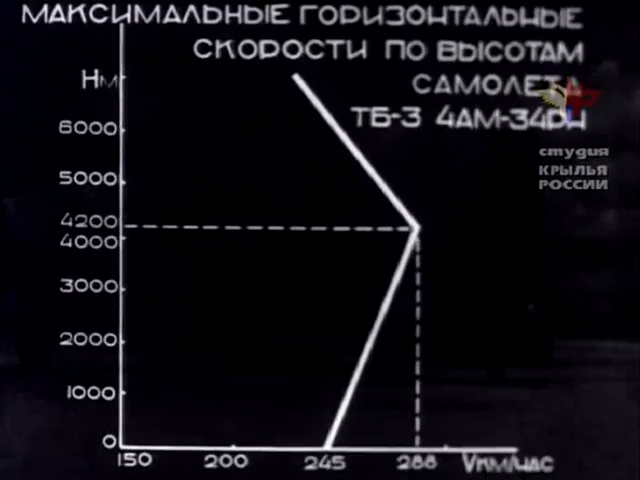 МАКСИМАЛЬНЫЕ ГОРИЗОНТАЛЬНЫЕ
СКОРОСТИ ПО ВЫСОТАМ
САМОЛЕТА
ТБ-3 4АМ-34РН
студия
КРЫЛЬЯ
РОССИИ
Нм
6000
5000
4200
4000
3000
2000
1000
0
150 200 245 288 Vкм/час